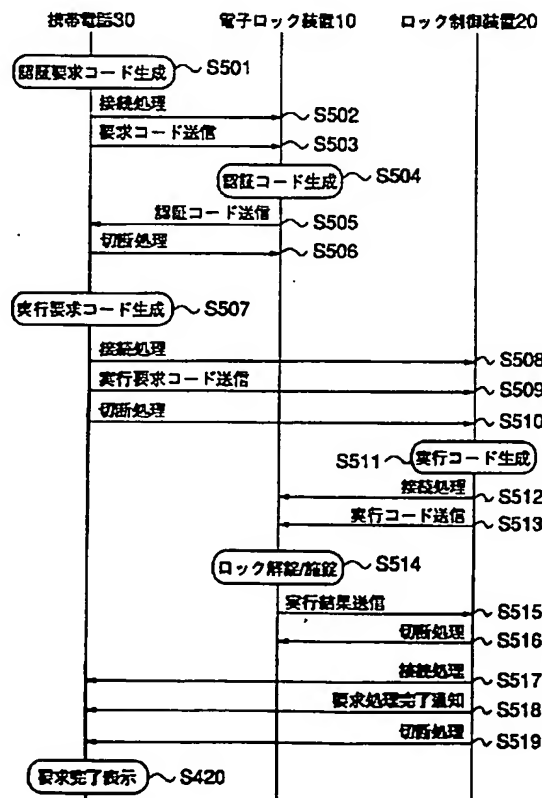 携帯電話30 電子ロック装置10 ロック制御装置20
認証要求コード生成 S501
接続処理 S502
要求コード送信 S503
認証コード生成 S504
認証コード送信 S505
切断処理 S506
実行要求コード生成 S507
接続処理 S508
実行要求コード送信 S509
切断処理 S510
S511 実行コード生成
接続処理 S512
実行コード送信 S513
ロック解錠/施錠 S514
実行結果送信 S515
切断処理 S516
接続処理 S517
要求処理完了通知 S518
切断処理 S519
要求完了表示 S420